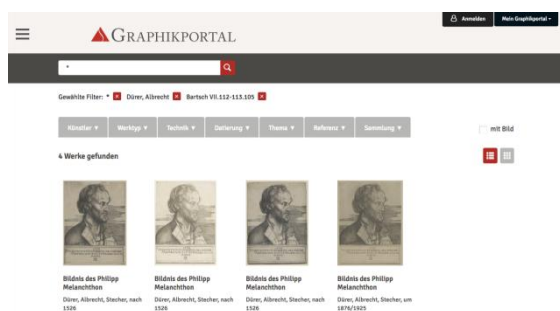 Anmelden
Mein Graphikportal
GRAPHIKPORTAL
*
Gewählte Filter: * Dürer, Albrecht Bartsch VII.112-113.105
Künstler Werktyp Technik Datierung Thema Referenz Sammlung
mit Bild
4 Werke gefunden
Bildnis des Philipp
Melanchthon
Dürer, Albrecht, Stecher, nach
1526
Bildnis des Philipp
Melanchthon
Dürer, Albrecht, Stecher, nach
1526
Bildnis des Philipp
Melanchthon
Dürer, Albrecht, Stecher, nach
1526
Bildnis des Philipp
Melanchthon
Dürer, Albrecht, Stecher, um
1876/1925